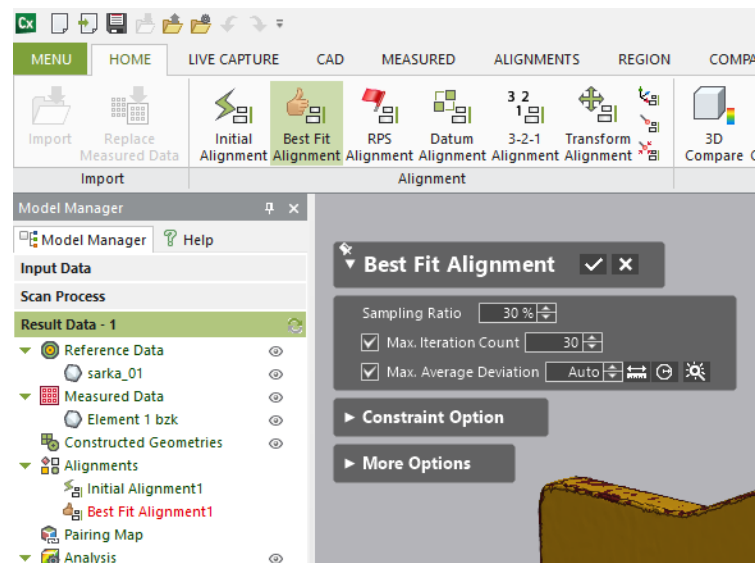 Cx
MENU HOME LIVE CAPTURE CAD MEASURED ALIGNMENTS REGION COMPA
Import Replace Measured Data Initial Alignment Best Fit Alignment RPS Alignment Datum Alignment 3-2-1 Alignment Transform Alignment 3D Compare
Import Alignment
Model Manager
Model Manager Help
Input Data
Scan Process
Result Data - 1
Reference Data
sarka_01
Measured Data
Element 1 bzk
Constructed Geometries
Alignments
Initial Alignment1
Best Fit Alignment1
Pairing Map
Analysis
Best Fit Alignment
Sampling Ratio 30 %
Max. Iteration Count 30
Max. Average Deviation Auto
Constraint Option
More Options